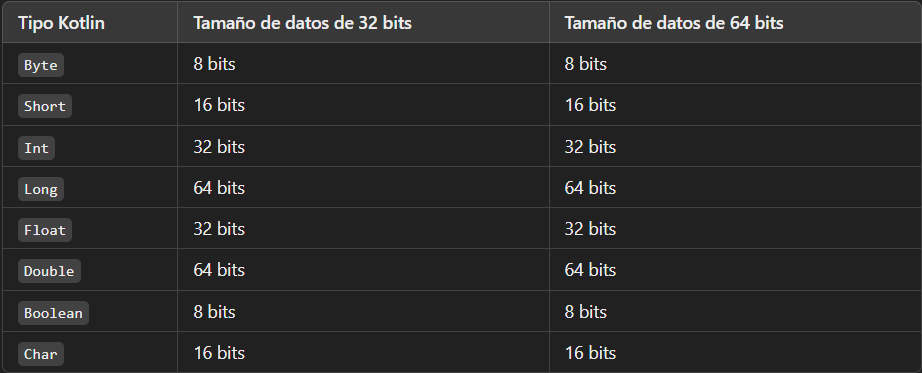 Tipo Kotlin Tamaño de datos de 32 bits Tamaño de datos de 64 bits
Byte 8 bits 8 bits
Short 16 bits 16 bits
Int 32 bits 32 bits
Long 64 bits 64 bits
Float 32 bits 32 bits
Double 64 bits 64 bits
Boolean 8 bits 8 bits
Char 16 bits 16 bits